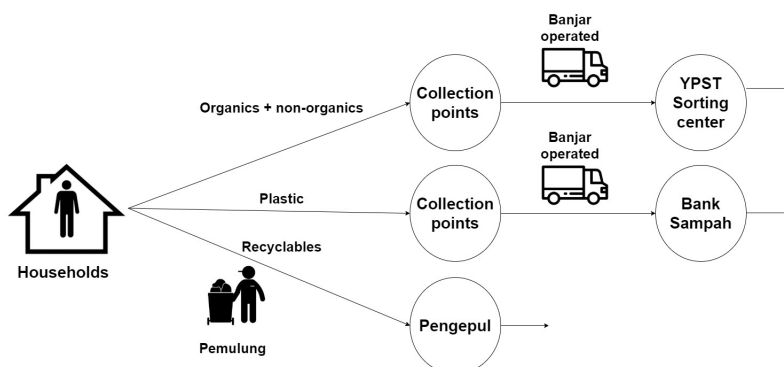 Banjar
operated
Organics + non-organics
Collection
points
YPST
Sorting
center
Banjar
operated
Plastic
Collection
points
Bank
Sampah
Households
Recyclables
Pemulung
Pengepul